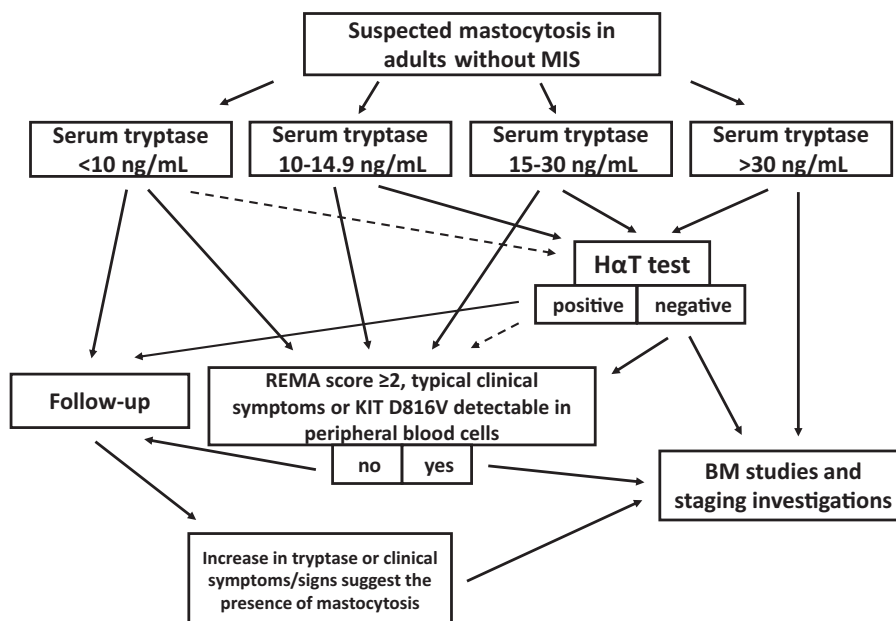 Suspected mastocytosis in
adults without MIS
Serum tryptase
<10 ng/mL
Serum tryptase
10-14.9 ng/mL
Serum tryptase
15-30 ng/mL
Serum tryptase
>30 ng/mL
HαT test
positive
negative
Follow-up
REMA score ≥2, typical clinical
symptoms or KIT D816V detectable in
peripheral blood cells
no
yes
BM studies and
staging investigations
Increase in tryptase or clinical
symptoms/signs suggest the
presence of mastocytosis